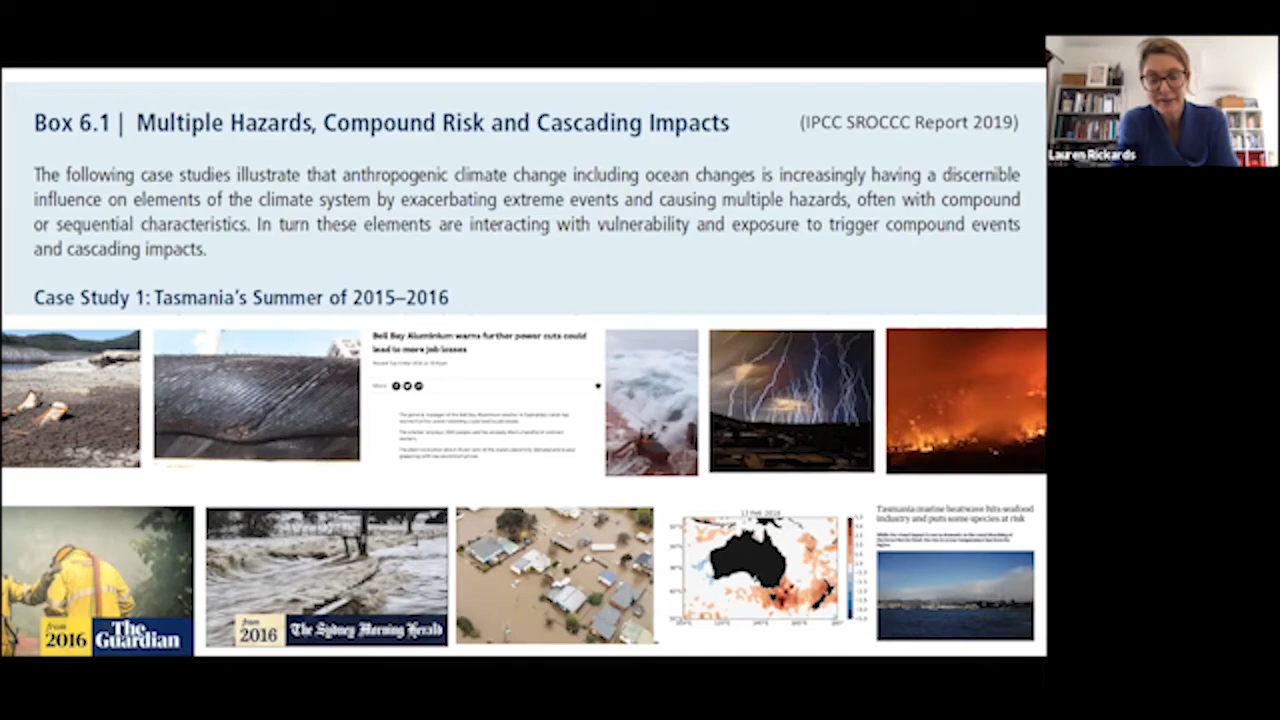 Box 6.1 | Multiple Hazards, Compound Risk and Cascading Impacts (IPCC SROCCC Report 2019)
The following case studies illustrate that anthropogenic climate change including ocean changes is increasingly having a discernible
influence on elements of the climate system by exacerbating extreme events and causing multiple hazards, often with compound
or sequential characteristics. In turn these elements are interacting with vulnerability and exposure to trigger compound events
and cascading impacts.
Case Study 1: Tasmania's Summer of 2015–2016
Lauren Rickards
Bell Bay Aluminium warns further power cuts could
lead to more job losses
from
2016
The
Guardian
from
2016
The Sydney Morning Herald
Tasmania marine heatwave hits seafood
industry and puts some species at risk